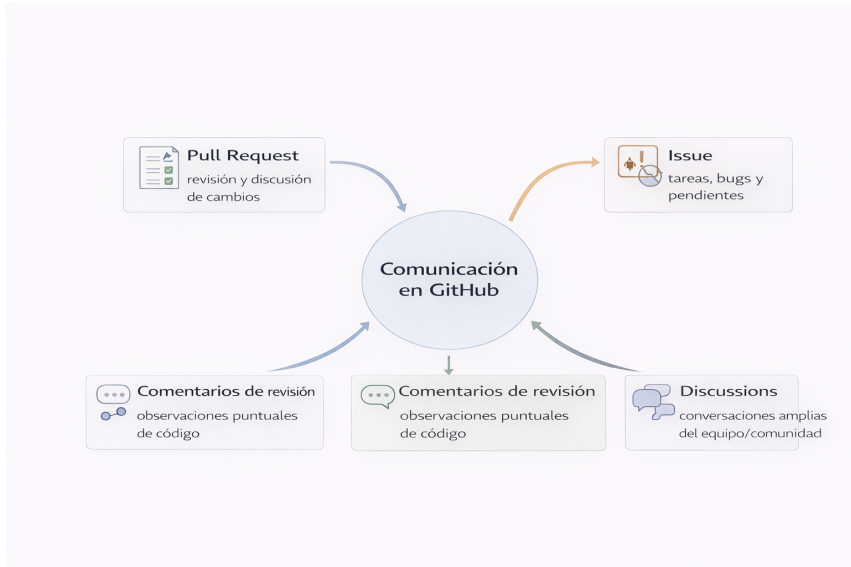 Pull Request
revisión y discusión
de cambios
Issue
tareas, bugs y
pendientes
Comunicación
en GitHub
Comentarios de revisión
observaciones puntuales
de código
Comentarios de revisión
observaciones puntuales
de código
Discussions
conversaciones amplias
del equipo/comunidad